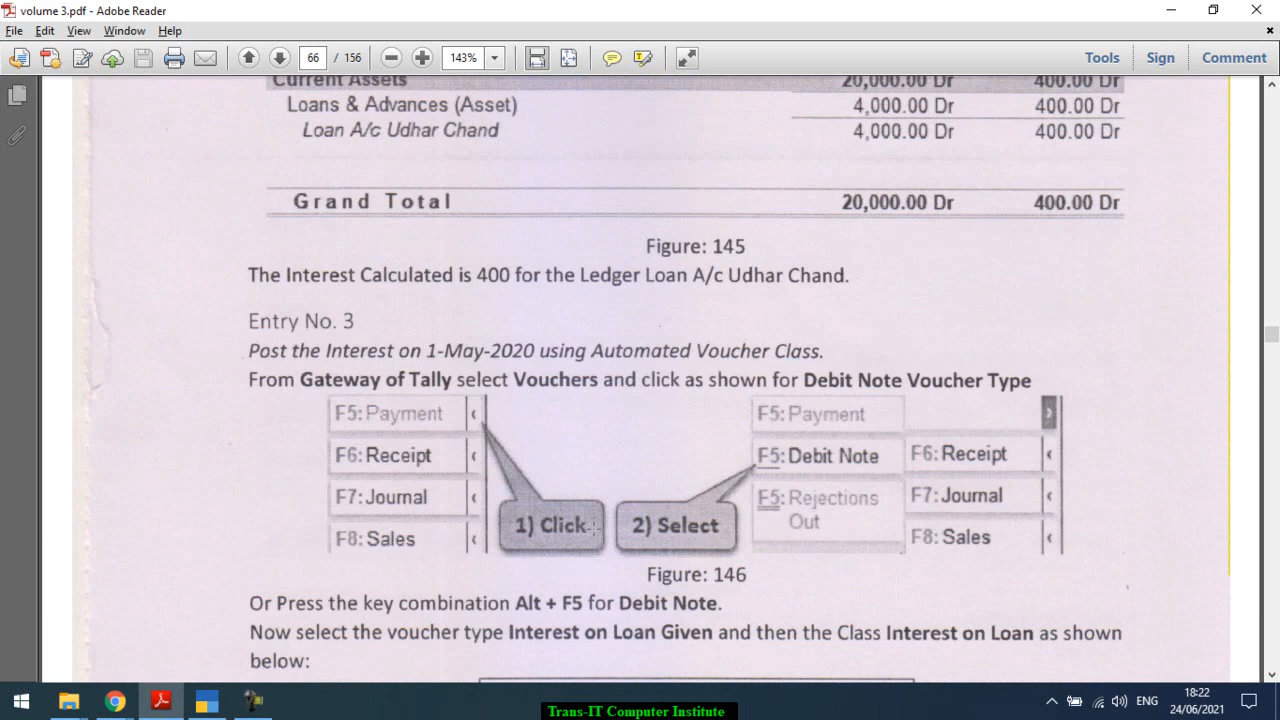 volume 3.pdf - Adobe Reader
File Edit View Window Help
66 / 156 143% Tools Sign Comment
Current Assets 20,000.00 Dr 400.00 Dr
Loans & Advances (Asset) 4,000.00 Dr 400.00 Dr
Loan A/c Udhar Chand 4,000.00 Dr 400.00 Dr
Grand Total 20,000.00 Dr 400.00 Dr
Figure: 145
The Interest Calculated is 400 for the Ledger Loan A/c Udhar Chand.
Entry No. 3
Post the Interest on 1-May-2020 using Automated Voucher Class.
From Gateway of Tally select Vouchers and click as shown for Debit Note Voucher Type
F5: Payment
F6: Receipt
F7: Journal
F8: Sales
1) Click
2) Select
F5: Payment
F5: Debit Note F6: Receipt
F5: Rejections Out F7: Journal
F8: Sales
Figure: 146
Or Press the key combination Alt + F5 for Debit Note.
Now select the voucher type Interest on Loan Given and then the Class Interest on Loan as shown
below:
ENG
18:22
24/06/2021
Trans-IT Computer Institute